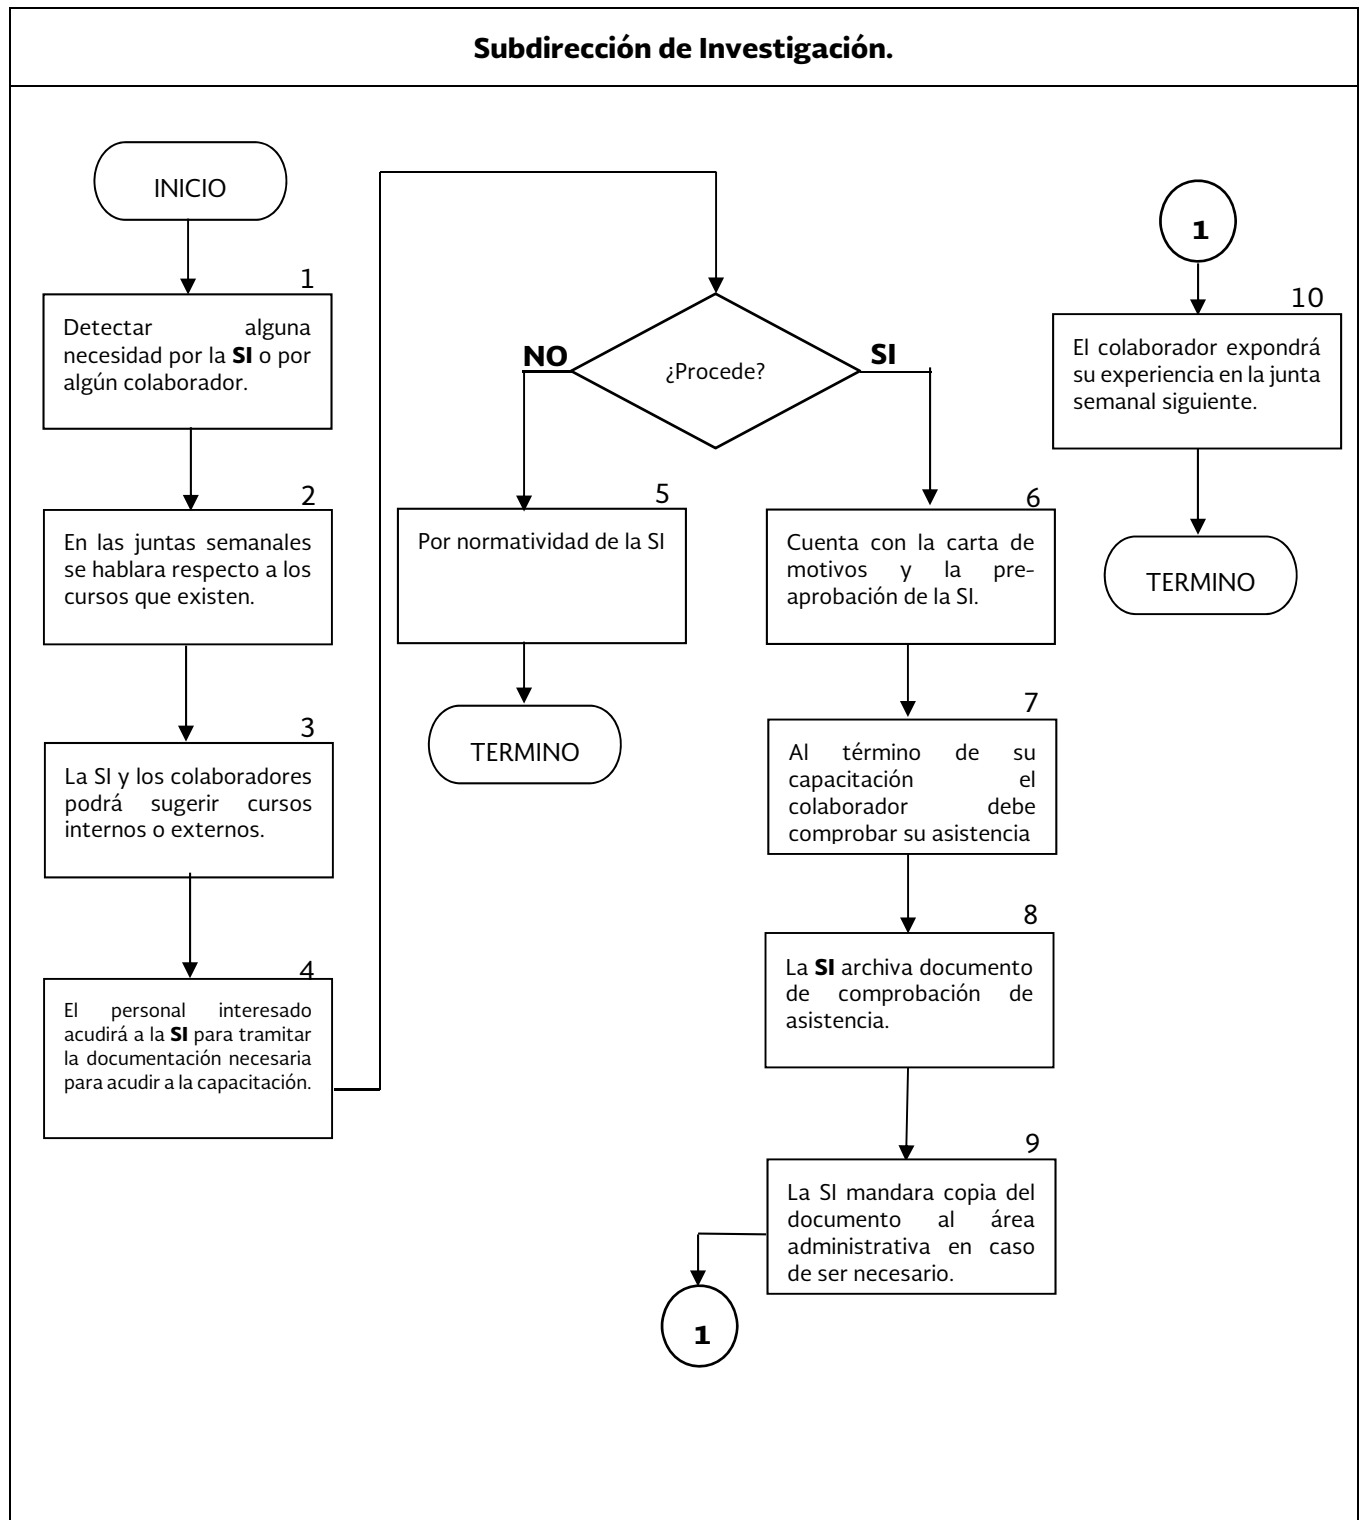 Subdirección de Investigación.
INICIO
1
Detectar alguna
necesidad por la SI o por
algún colaborador.
2
En las juntas semanales
se hablara respecto a los
cursos que existen.
3
La SI y los colaboradores
podrá sugerir cursos
internos o externos.
4
El personal interesado
acudirá a la SI para tramitar
la documentación necesaria
para acudir a la capacitación.
¿Procede?
NO
SI
5
Por normatividad de la SI
TERMINO
6
Cuenta con la carta de
motivos y la pre-
aprobación de la SI.
7
Al término de su
capacitación el
colaborador debe
comprobar su asistencia
8
La SI archiva documento
de comprobación de
asistencia.
9
La SI mandara copia del
documento al área
administrativa en caso
de ser necesario.
1
1
10
El colaborador expondrá
su experiencia en la junta
semanal siguiente.
TERMINO